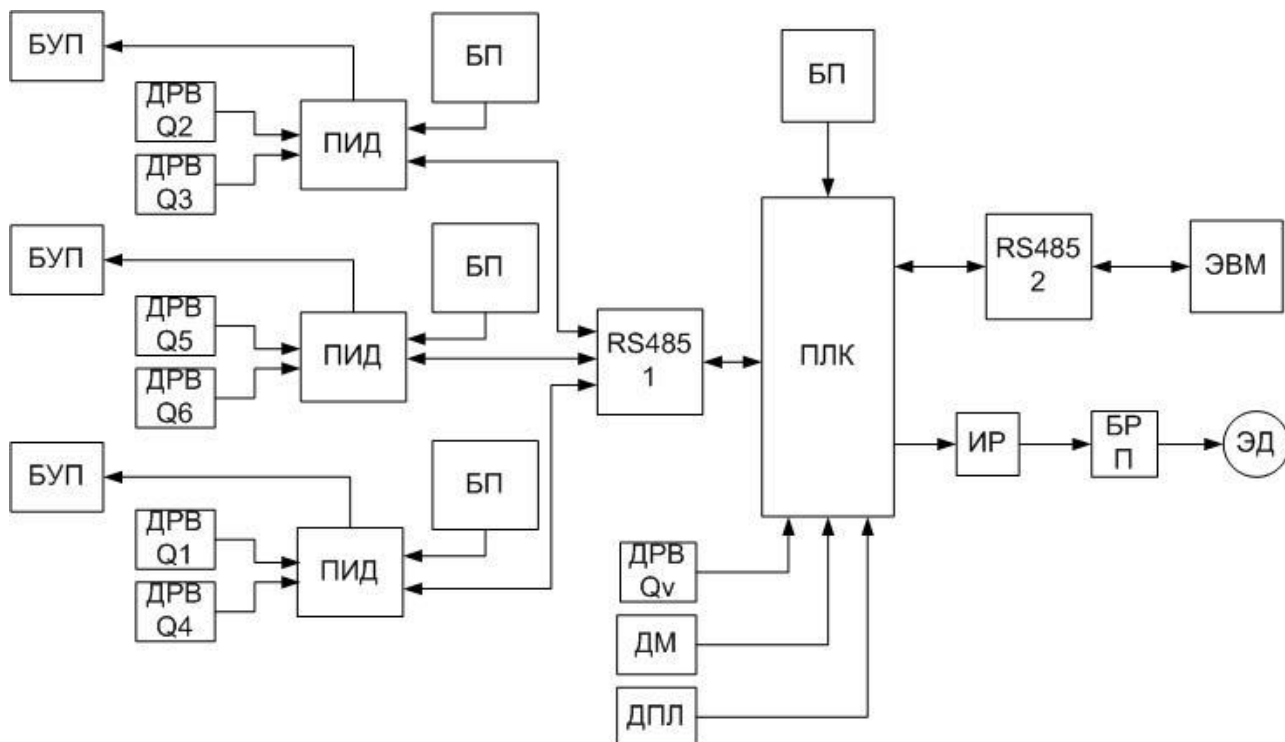 БУП
БП
ДРВ
Q2
ПИД
ДРВ
Q3
БП
БУП
БП
ДРВ
Q5
ПИД
ДРВ
Q6
RS485
1
ПЛК
RS485
2
ЭВМ
ИР
БР
П
ЭД
БУП
БП
ДРВ
Q1
ПИД
ДРВ
Q4
ДРВ
Qv
ДМ
ДПЛ